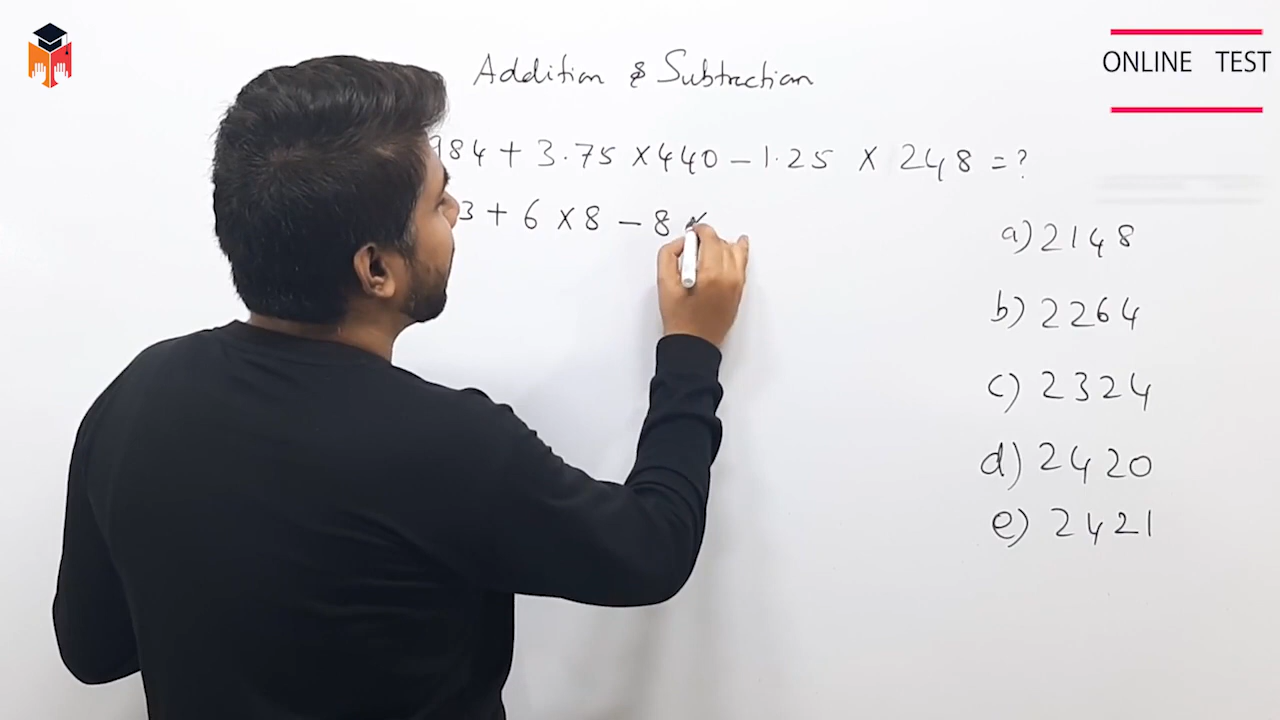 ONLINE TEST
Addition & Subtraction
984 + 3.75 × 440 – 1.25 × 248 = ?
3 + 6 × 8 – 8 ×
a) 2148
b) 2264
c) 2324
d) 2420
e) 2421